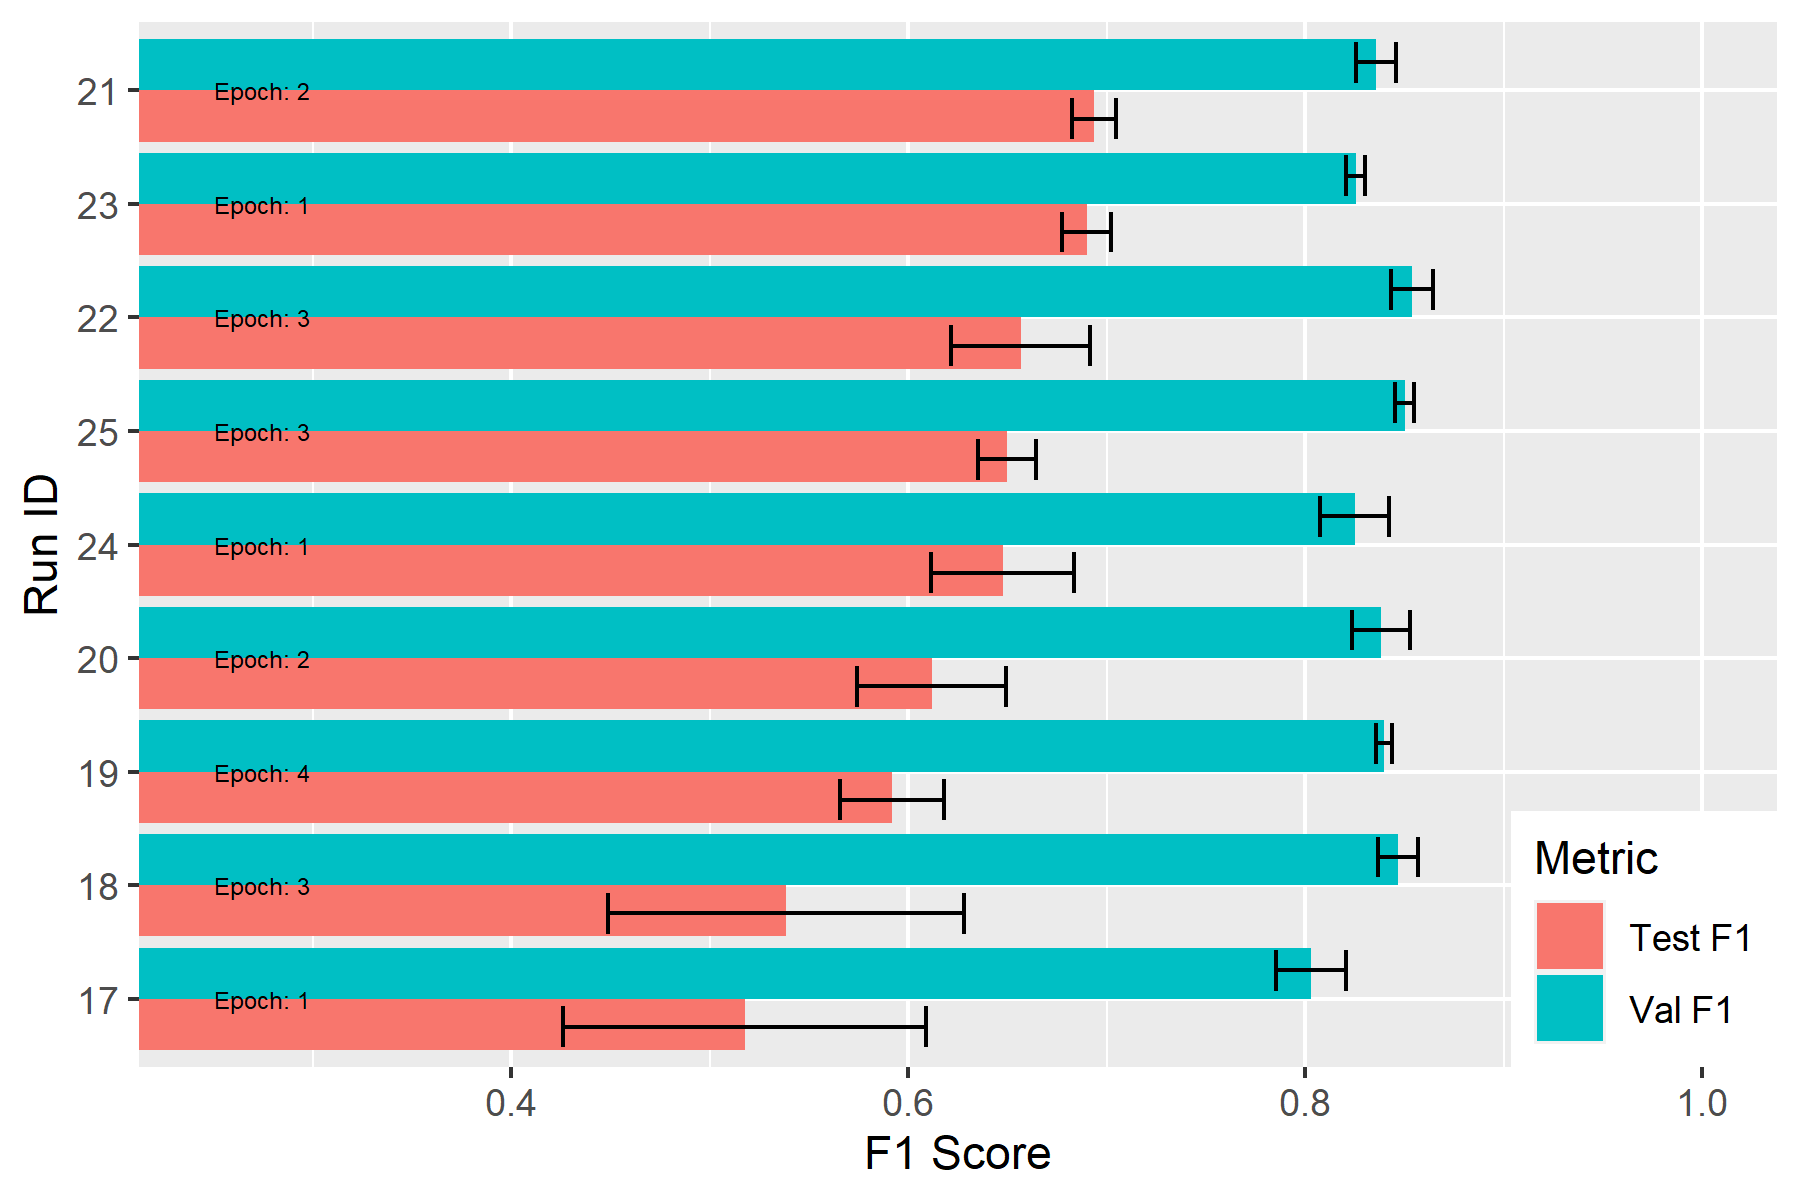 21
Epoch: 2
23
Epoch: 1
22
Epoch: 3
25
Epoch: 3
24
Epoch: 1
20
Epoch: 2
19
Epoch: 4
18
Epoch: 3
17
Epoch: 1
Run ID
0.4
0.6
0.8
1.0
F1 Score
Metric
Test F1
Val F1